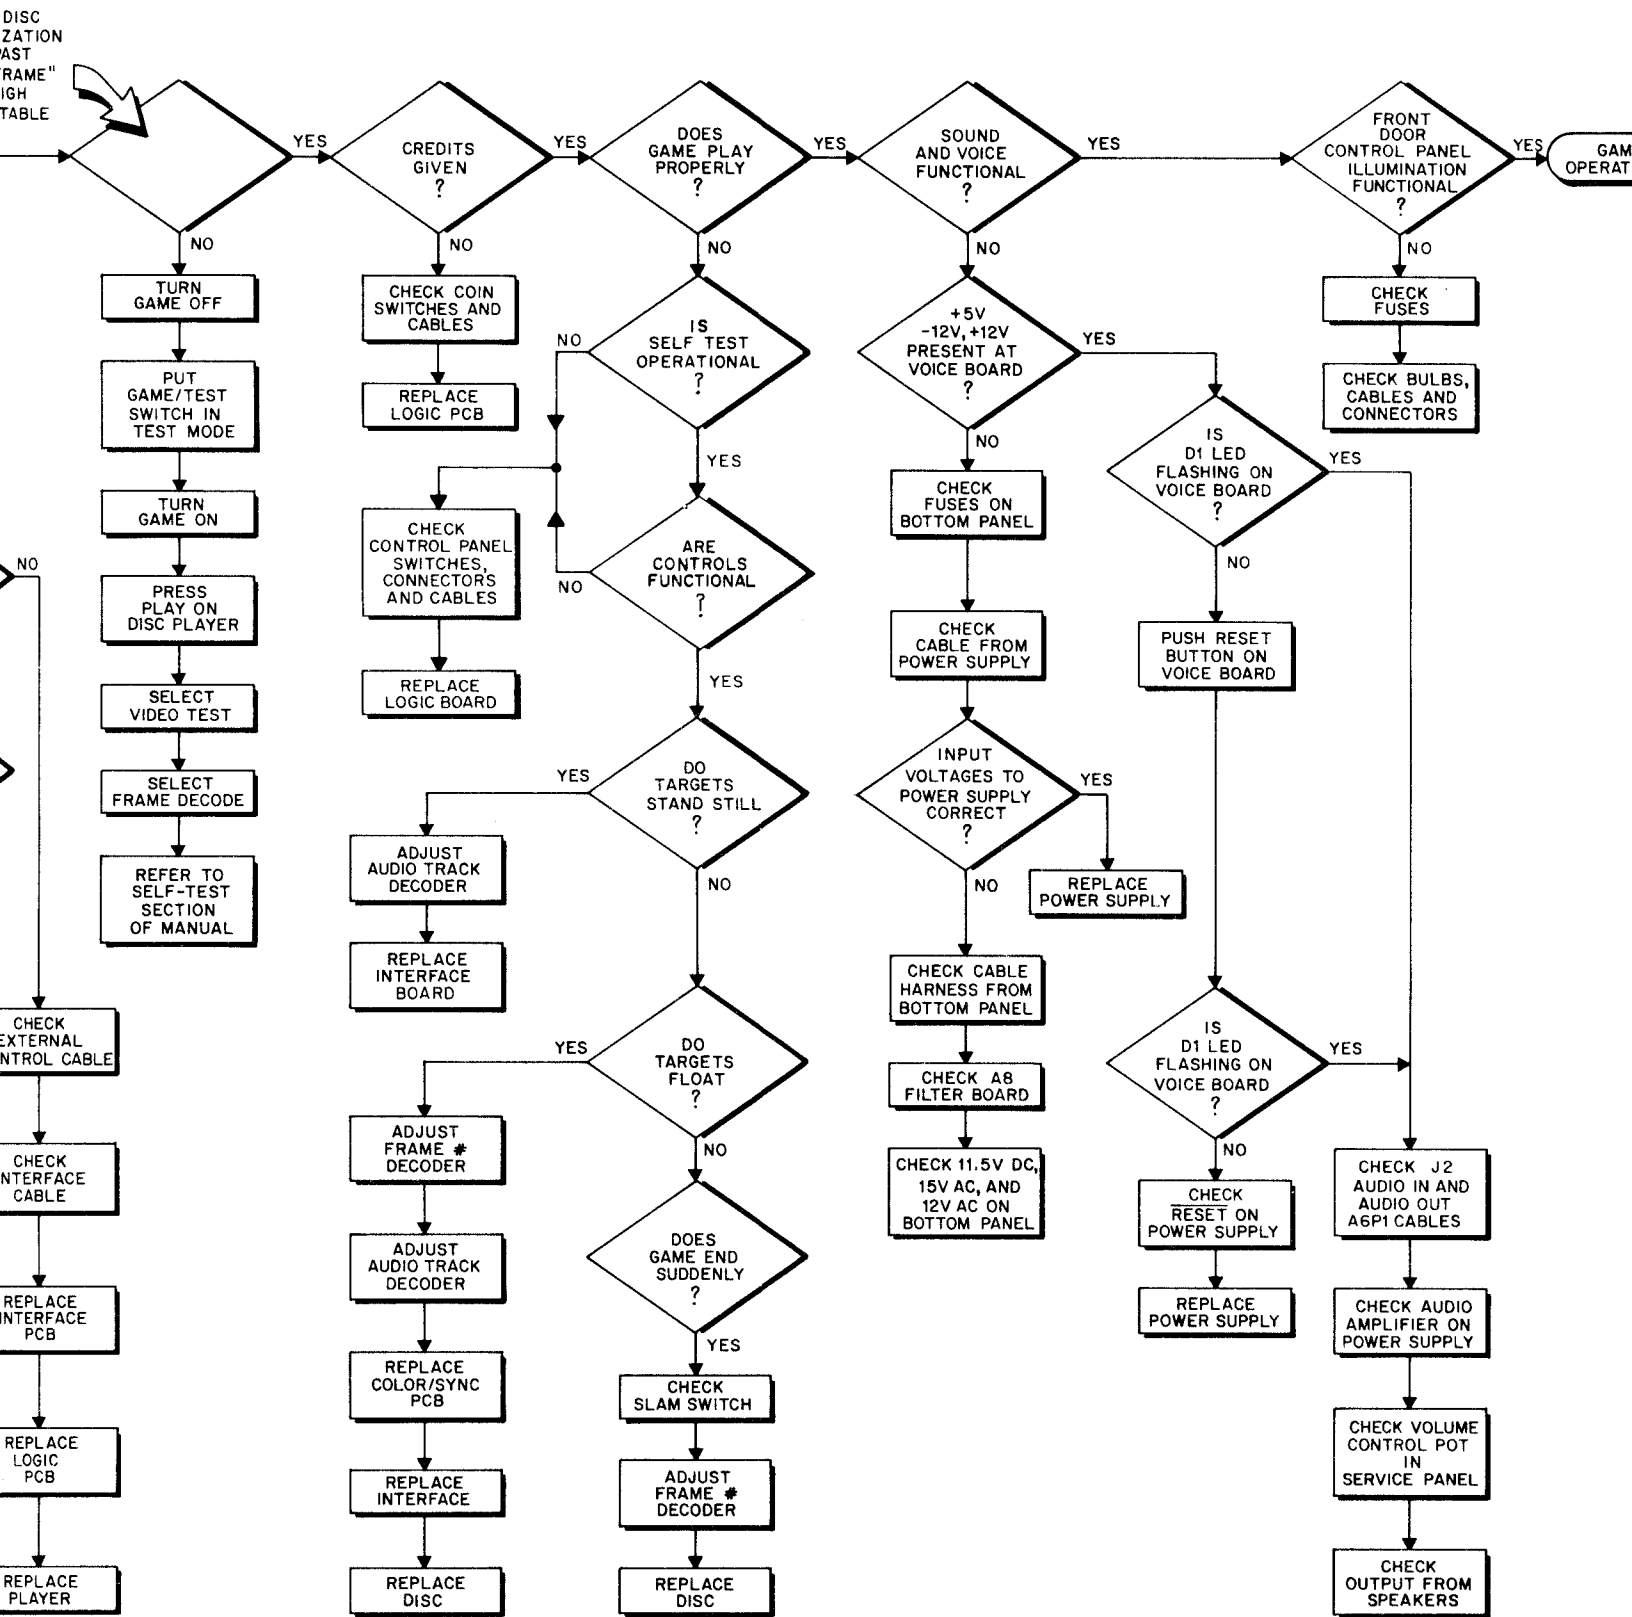 DISC
IZATION
PAST
FRAME"
IGH
TABLE
YES
NO
TURN
GAME OFF
PUT
GAME/TEST
SWITCH IN
TEST MODE
TURN
GAME ON
PRESS
PLAY ON
DISC PLAYER
SELECT
VIDEO TEST
SELECT
FRAME DECODE
REFER TO
SELF-TEST
SECTION
OF MANUAL
NO
CHECK
EXTERNAL
NTROL CABLE
CHECK
INTERFACE
CABLE
REPLACE
INTERFACE
PCB
REPLACE
LOGIC
PCB
REPLACE
PLAYER
CREDITS
GIVEN
?
YES
NO
CHECK COIN
SWITCHES AND
CABLES
REPLACE
LOGIC PCB
DOES
GAME PLAY
PROPERLY
?
YES
NO
IS
SELF TEST
OPERATIONAL
?
NO
YES
ARE
CONTROLS
FUNCTIONAL
?
NO
YES
CHECK
CONTROL PANEL
SWITCHES,
CONNECTORS
AND CABLES
REPLACE
LOGIC BOARD
DO
TARGETS
STAND STILL
?
YES
NO
ADJUST
AUDIO TRACK
DECODER
REPLACE
INTERFACE
BOARD
DO
TARGETS
FLOAT
?
YES
NO
ADJUST
FRAME #
DECODER
ADJUST
AUDIO TRACK
DECODER
REPLACE
COLOR/SYNC
PCB
REPLACE
INTERFACE
REPLACE
DISC
DOES
GAME END
SUDDENLY
?
YES
CHECK
SLAM SWITCH
ADJUST
FRAME #
DECODER
REPLACE
DISC
SOUND
AND VOICE
FUNCTIONAL
?
YES
NO
+5V
-12V, +12V
PRESENT AT
VOICE BOARD
?
YES
NO
CHECK
FUSES ON
BOTTOM PANEL
CHECK
CABLE FROM
POWER SUPPLY
INPUT
VOLTAGES TO
POWER SUPPLY
CORRECT
?
YES
NO
REPLACE
POWER SUPPLY
CHECK CABLE
HARNESS FROM
BOTTOM PANEL
CHECK A8
FILTER BOARD
CHECK 11.5V DC,
15V AC, AND
12V AC ON
BOTTOM PANEL
IS
D1 LED
FLASHING ON
VOICE BOARD
?
YES
NO
PUSH RESET
BUTTON ON
VOICE BOARD
IS
D1 LED
FLASHING ON
VOICE BOARD
?
YES
NO
CHECK
RESET ON
POWER SUPPLY
REPLACE
POWER SUPPLY
CHECK J2
AUDIO IN AND
AUDIO OUT
A6P1 CABLES
CHECK AUDIO
AMPLIFIER ON
POWER SUPPLY
CHECK VOLUME
CONTROL POT
IN
SERVICE PANEL
CHECK
OUTPUT FROM
SPEAKERS
FRONT
DOOR
CONTROL PANEL
ILLUMINATION
FUNCTIONAL
?
YES
NO
CHECK
FUSES
CHECK BULBS,
CABLES AND
CONNECTORS
GAM
OPERAT